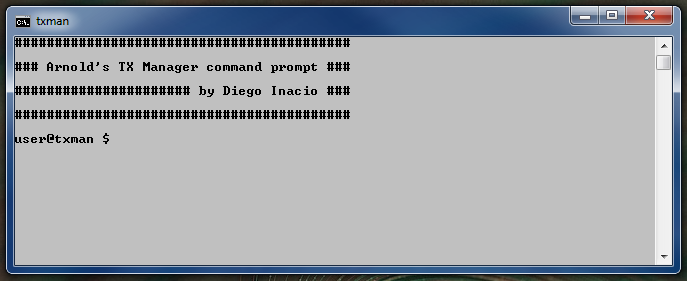 txman
##########################################
### Arnold's TX Manager command prompt ###
###################### by Diego Inacio ###
##########################################
user@txman $